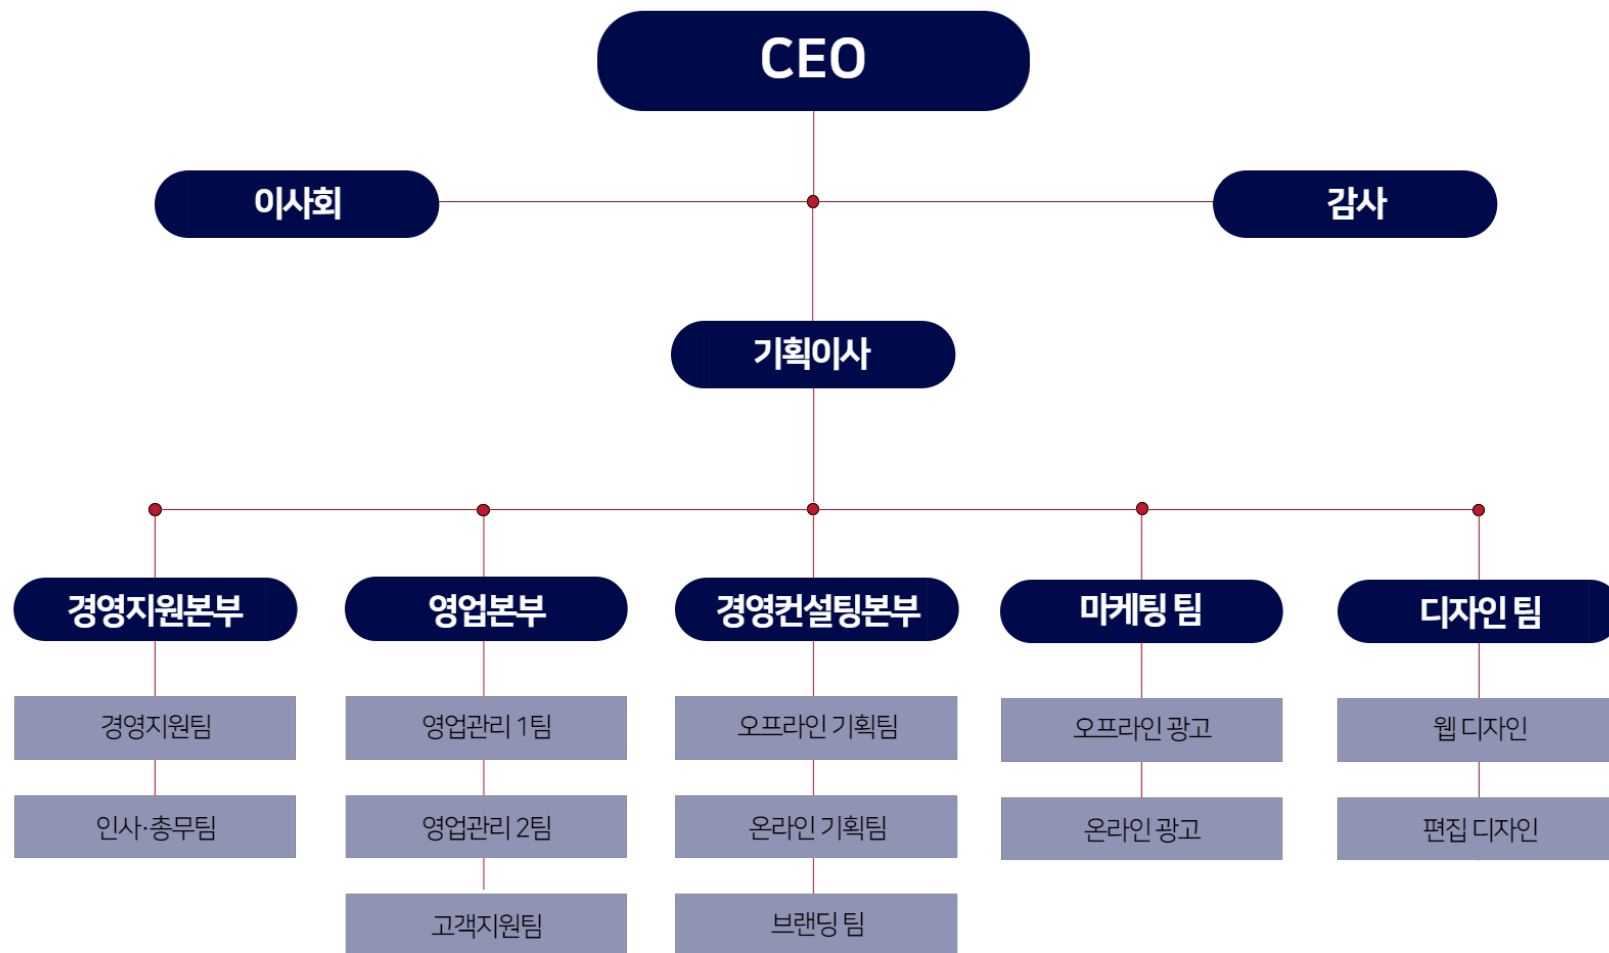 CEO
이사회
감사
기획이사
경영지원본부
영업본부
경영컨설팅본부
마케팅 팀
디자인 팀
경영지원팀
영업관리 1팀
오프라인 기획팀
오프라인 광고
웹 디자인
인사·총무팀
영업관리 2팀
온라인 기획팀
온라인 광고
편집 디자인
고객지원팀
브랜딩 팀